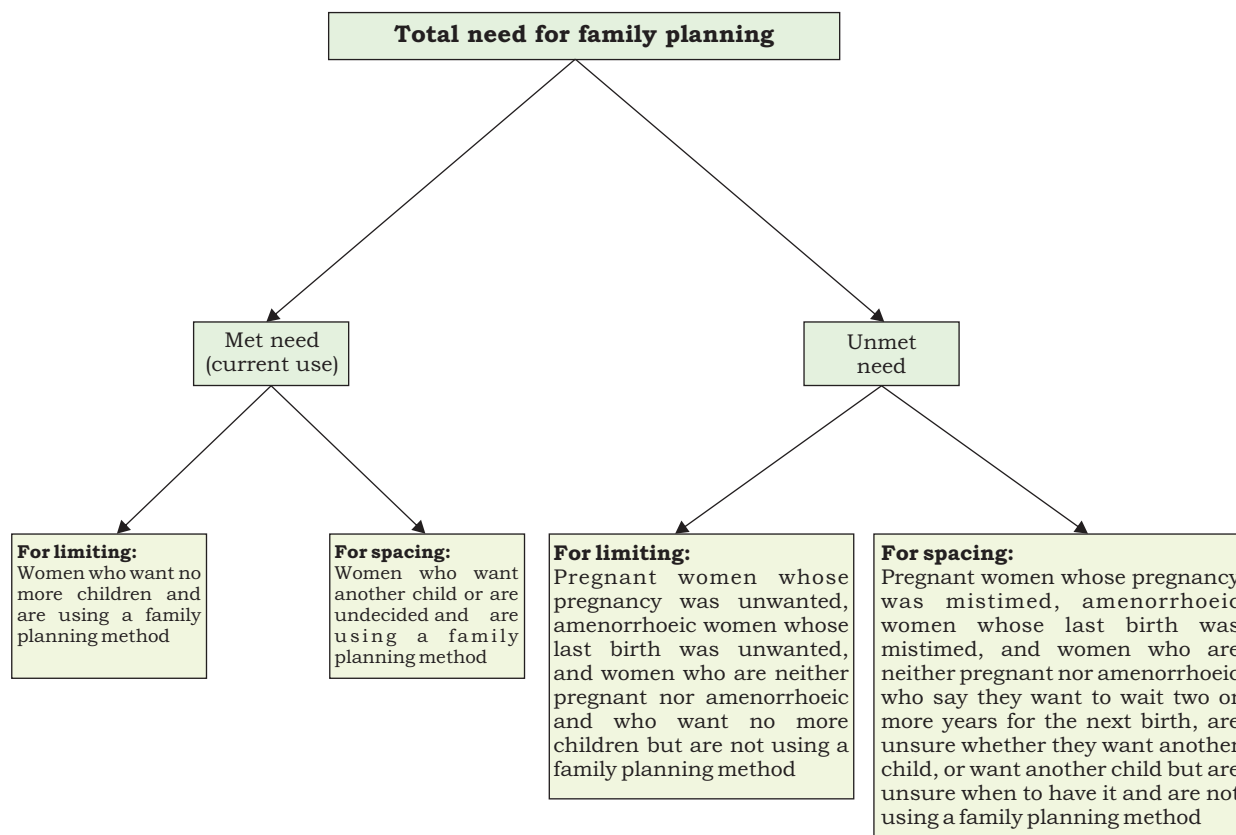 Total need for family planning
Met need
(current use)
Unmet
need
For limiting:
Women who want no
more children and
are using a family
planning method
For spacing:
Women who want
another child or are
undecided and are
using a family
planning method
For limiting:
Pregnant women whose
pregnancy was unwanted,
amenorrhoeic women whose
last birth was unwanted,
and women who are neither
pregnant nor amenorrhoeic
and who want no more
children but are not using a
family planning method
For spacing:
Pregnant women whose pregnancy
was mistimed, amenorrhoeic
women whose last birth was
mistimed, and women who are
neither pregnant nor amenorrhoeic
who say they want to wait two or
more years for the next birth, are
unsure whether they want another
child, or want another child but are
unsure when to have it and are not
using a family planning method